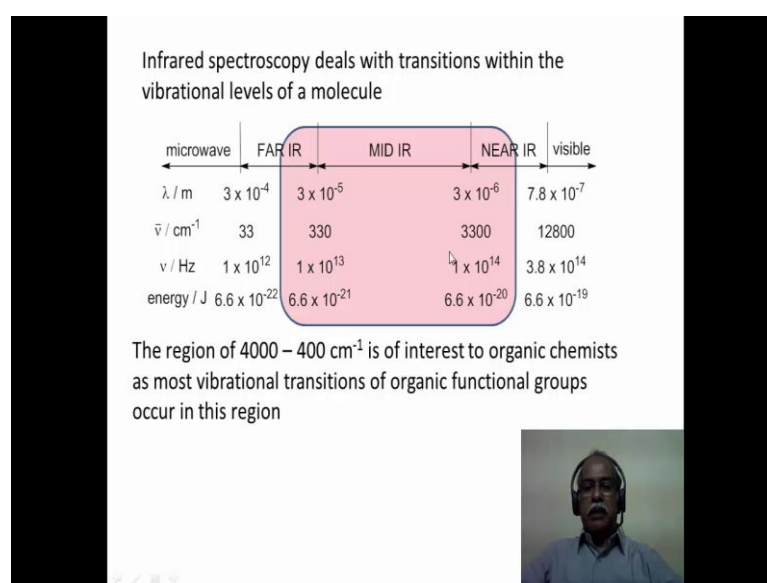 Infrared spectroscopy deals with transitions within the
vibrational levels of a molecule
microwave FAR IR MID IR NEAR IR visible
λ / m 3 x 10⁻⁴ 3 x 10⁻⁵ 3 x 10⁻⁶ 7.8 x 10⁻⁷
ν̄ / cm⁻¹ 33 330 3300 12800
ν / Hz 1 x 10¹² 1 x 10¹³ 1 x 10¹⁴ 3.8 x 10¹⁴
energy / J 6.6 x 10⁻²² 6.6 x 10⁻²¹ 6.6 x 10⁻²⁰ 6.6 x 10⁻¹⁹
The region of 4000 – 400 cm⁻¹ is of interest to organic chemists
as most vibrational transitions of organic functional groups
occur in this region